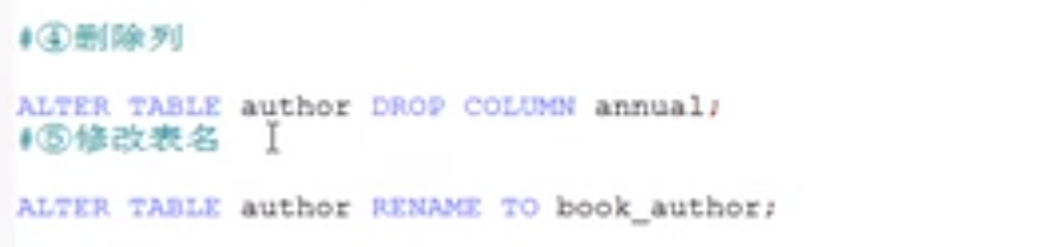 #④删除列
ALTER TABLE author DROP COLUMN annual;
#⑤修改表名
ALTER TABLE author RENAME TO book_author;